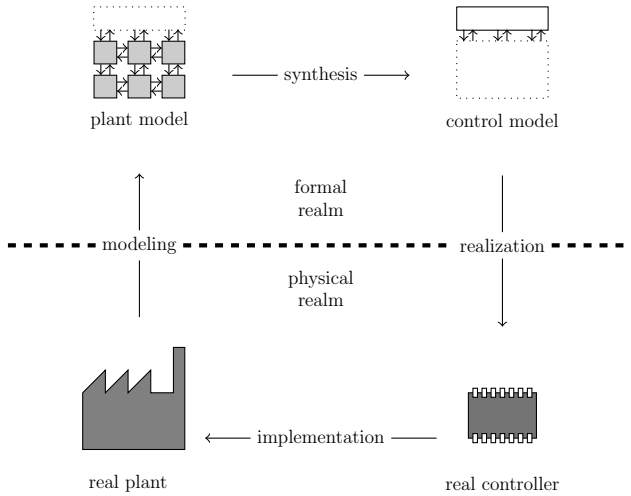 synthesis
plant model
control model
formal
realm
modeling
realization
physical
realm
implementation
real plant
real controller